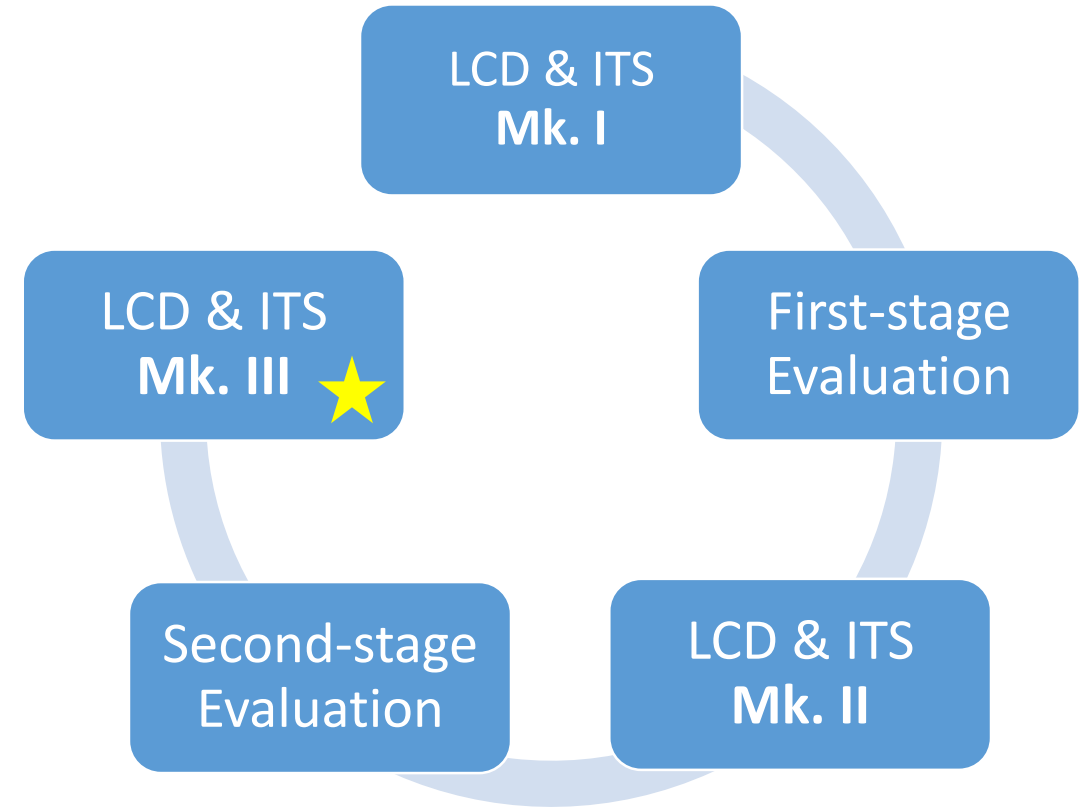 LCD & ITS
Mk. I
First-stage
Evaluation
LCD & ITS
Mk. II
Second-stage
Evaluation
LCD & ITS
Mk. III